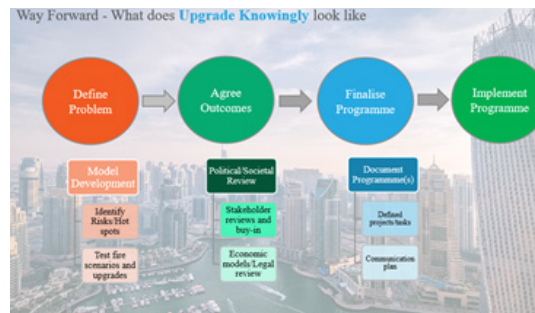 Way Forward - What does Upgrade Knowingly look like
Define
Problem
Agree
Outcomes
Finalise
Programme
Implement
Programme
Model
Development
Identify
Risks/Hot
spots
Test fire
scenarios and
upgrades
Political/Societal
Review
Stakeholder
reviews and
buy-in
Economic
models/Legal
review
Document
Programmme(s)
Defined
projects/tasks
Communication
plan